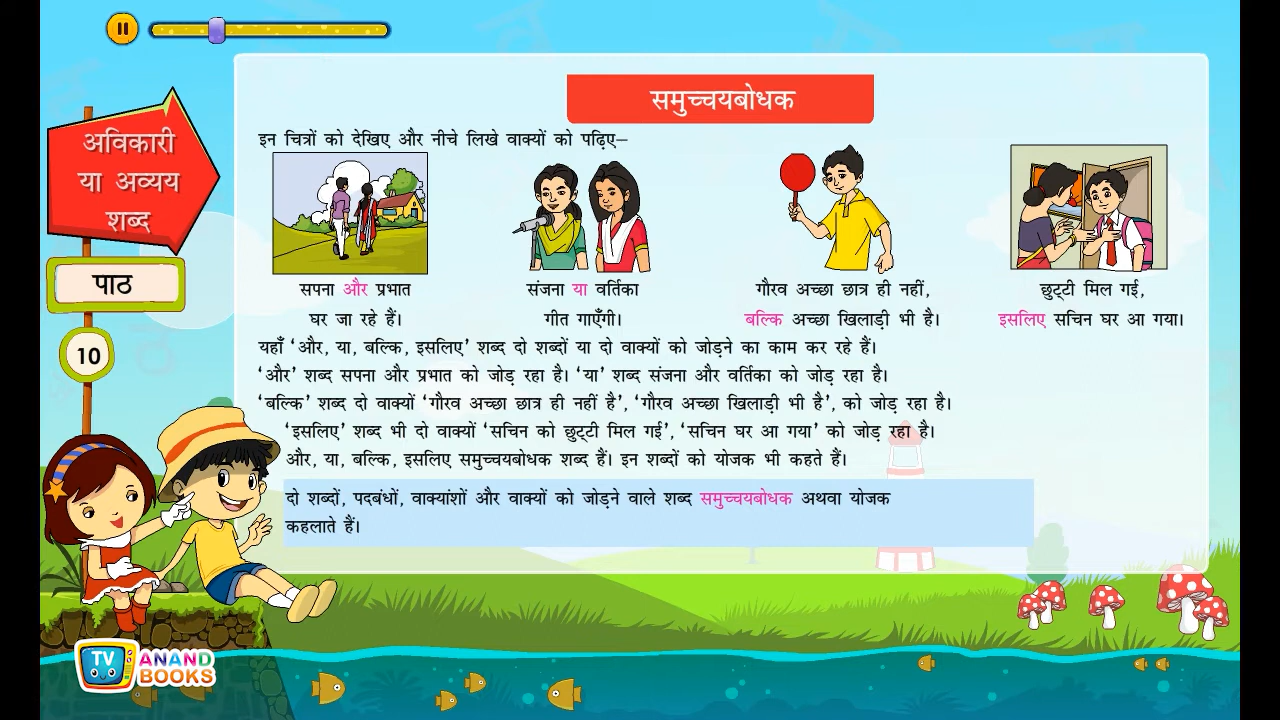 समुच्चयबोधक
अविकारी
या अव्यय
शब्द
पाठ
10
इन चित्रों को देखिए और नीचे लिखे वाक्यों को पढ़िए–
सपना और प्रभात
घर जा रहे हैं।
संजना या वर्तिका
गीत गाएँगी।
गौरव अच्छा छात्र ही नहीं,
बल्कि अच्छा खिलाड़ी भी है।
छुट्टी मिल गई,
इसलिए सचिन घर आ गया।
यहाँ ‘और, या, बल्कि, इसलिए’ शब्द दो शब्दों या दो वाक्यों को जोड़ने का काम कर रहे हैं।
‘और’ शब्द सपना और प्रभात को जोड़ रहा है। ‘या’ शब्द संजना और वर्तिका को जोड़ रहा है।
‘बल्कि’ शब्द दो वाक्यों ‘गौरव अच्छा छात्र ही नहीं है’, ‘गौरव अच्छा खिलाड़ी भी है’, को जोड़ रहा है।
‘इसलिए’ शब्द भी दो वाक्यों ‘सचिन को छुट्टी मिल गई’, ‘सचिन घर आ गया’ को जोड़ रहा है।
और, या, बल्कि, इसलिए समुच्चयबोधक शब्द हैं। इन शब्दों को योजक भी कहते हैं।
दो शब्दों, पदबंधों, वाक्यांशों और वाक्यों को जोड़ने वाले शब्द समुच्चयबोधक अथवा योजक
कहलाते हैं।
TV ANAND
BOOKS